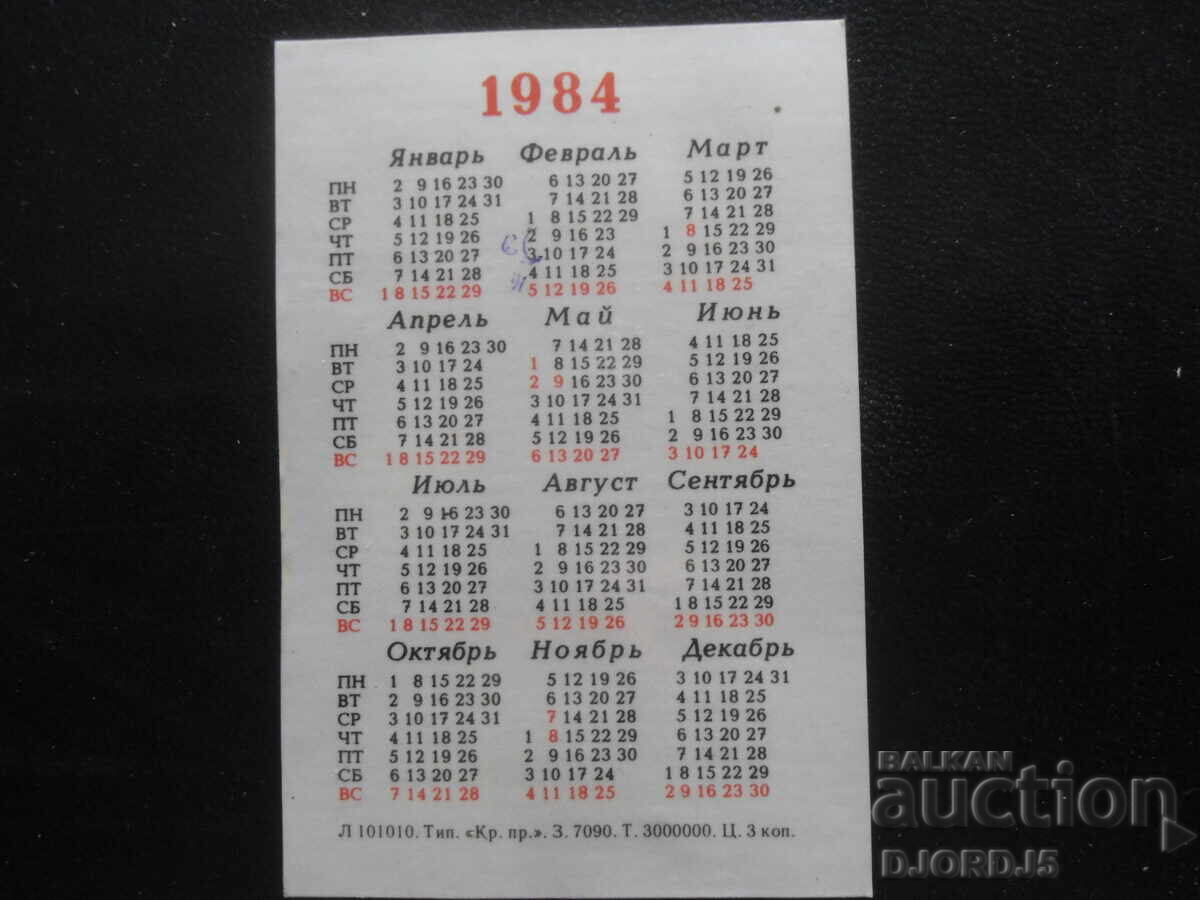 1984
Январь Февраль Март
ПН 2 9 16 23 30 6 13 20 27 5 12 19 26
ВТ 3 10 17 24 31 7 14 21 28 6 13 20 27
СР 4 11 18 25 1 8 15 22 29 7 14 21 28
ЧТ 5 12 19 26 2 9 16 23 1 8 15 22 29
ПТ 6 13 20 27 3 10 17 24 2 9 16 23 30
СБ 7 14 21 28 4 11 18 25 3 10 17 24 31
ВС 1 8 15 22 29 5 12 19 26 4 11 18 25
Апрель Май Июнь
ПН 2 9 16 23 30 7 14 21 28 4 11 18 25
ВТ 3 10 17 24 1 8 15 22 29 5 12 19 26
СР 4 11 18 25 2 9 16 23 30 6 13 20 27
ЧТ 5 12 19 26 3 10 17 24 31 7 14 21 28
ПТ 6 13 20 27 4 11 18 25 1 8 15 22 29
СБ 7 14 21 28 5 12 19 26 2 9 16 23 30
ВС 1 8 15 22 29 6 13 20 27 3 10 17 24
Июль Август Сентябрь
ПН 2 9 16 23 30 6 13 20 27 3 10 17 24
ВТ 3 10 17 24 31 7 14 21 28 4 11 18 25
СР 4 11 18 25 1 8 15 22 29 5 12 19 26
ЧТ 5 12 19 26 2 9 16 23 30 6 13 20 27
ПТ 6 13 20 27 3 10 17 24 31 7 14 21 28
СБ 7 14 21 28 4 11 18 25 1 8 15 22 29
ВС 1 8 15 22 29 5 12 19 26 2 9 16 23 30
Октябрь Ноябрь Декабрь
ПН 1 8 15 22 29 5 12 19 26 3 10 17 24 31
ВТ 2 9 16 23 30 6 13 20 27 4 11 18 25
СР 3 10 17 24 31 7 14 21 28 5 12 19 26
ЧТ 4 11 18 25 1 8 15 22 29 6 13 20 27
ПТ 5 12 19 26 2 9 16 23 30 7 14 21 28
СБ 6 13 20 27 3 10 17 24 1 8 15 22 29
ВС 7 14 21 28 4 11 18 25 2 9 16 23 30
Л 101010. Тип. «Кр. пр.». З. 7090. Т. 3000000. Ц. 3 коп.
BALKAN
auction
DJORDJ5